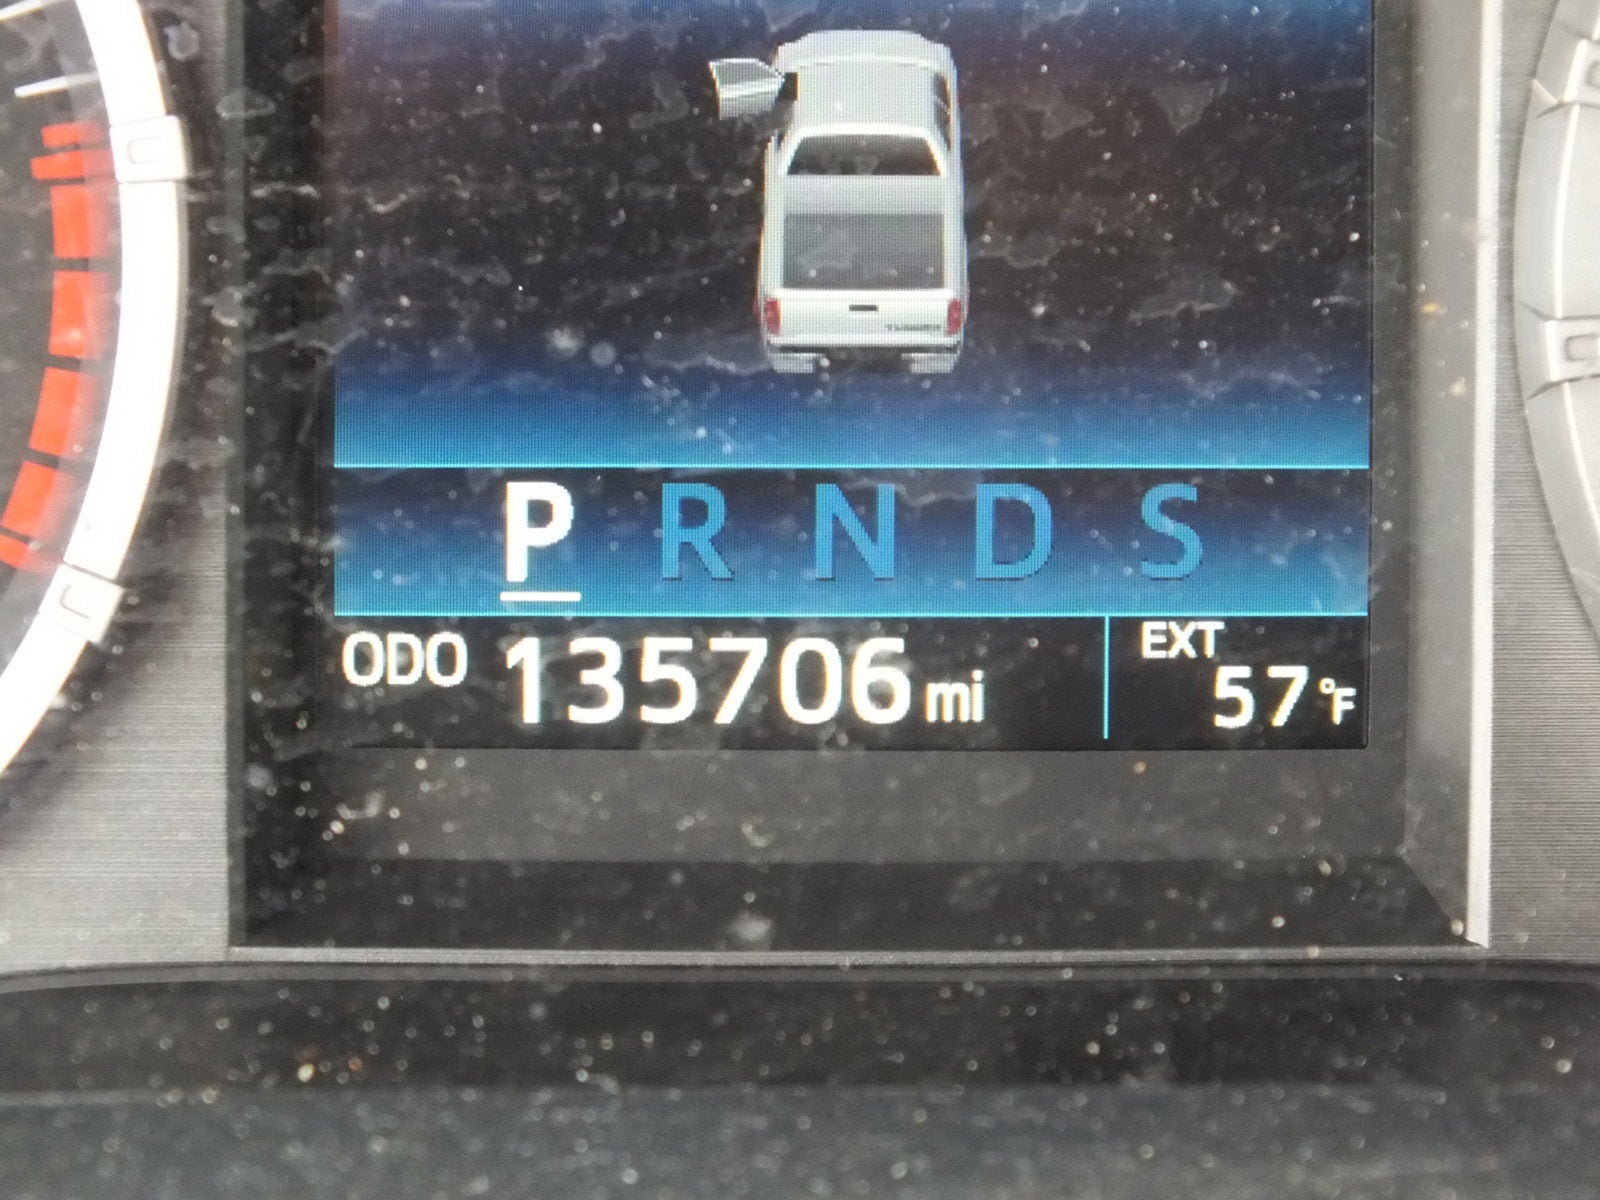 P R N D S
ODO 135706 mi
EXT
57 °F